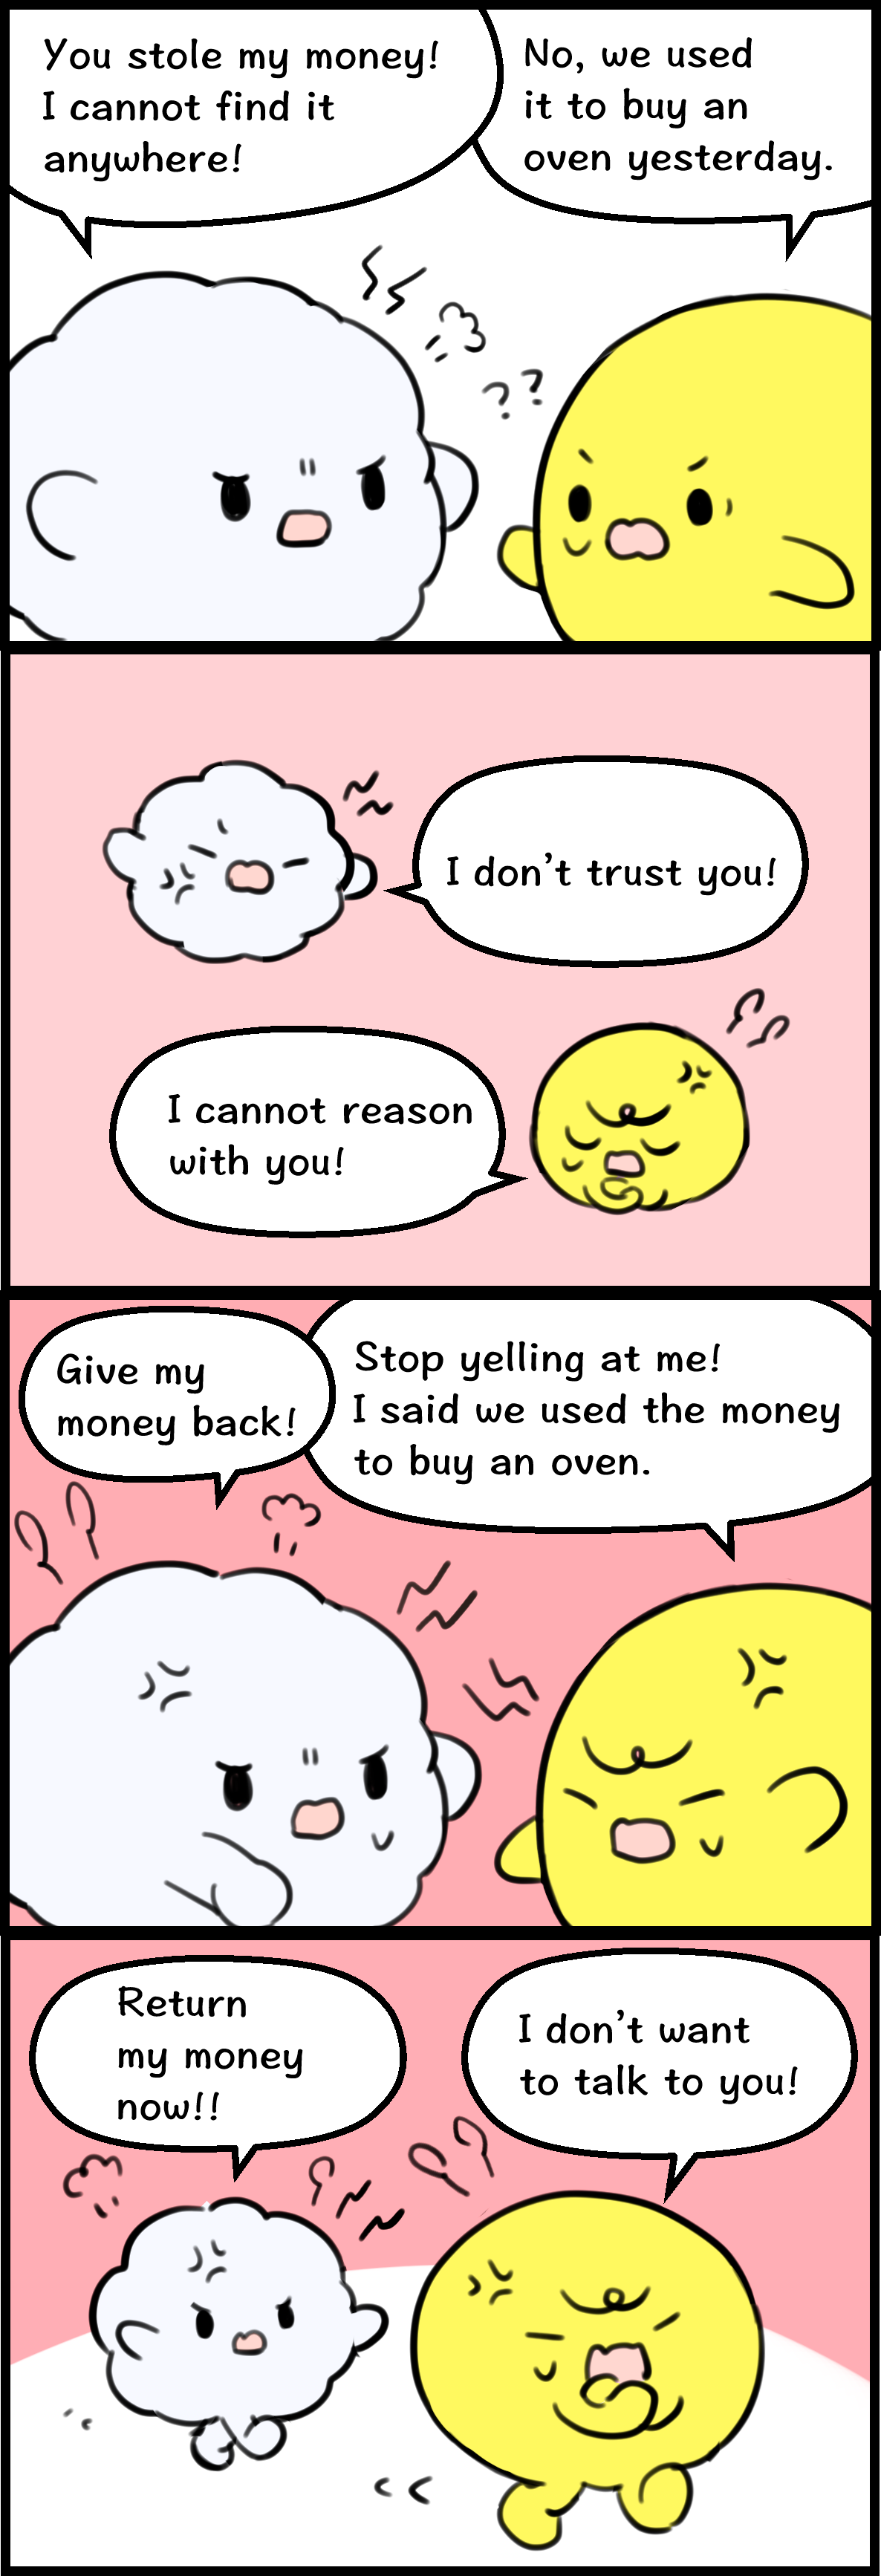 You stole my money!
I cannot find it
anywhere!
No, we used
it to buy an
oven yesterday.
??
I don't trust you!
I cannot reason
with you!
Give my
money back!
Stop yelling at me!
I said we used the money
to buy an oven.
Return
my money
now!!
I don't want
to talk to you!